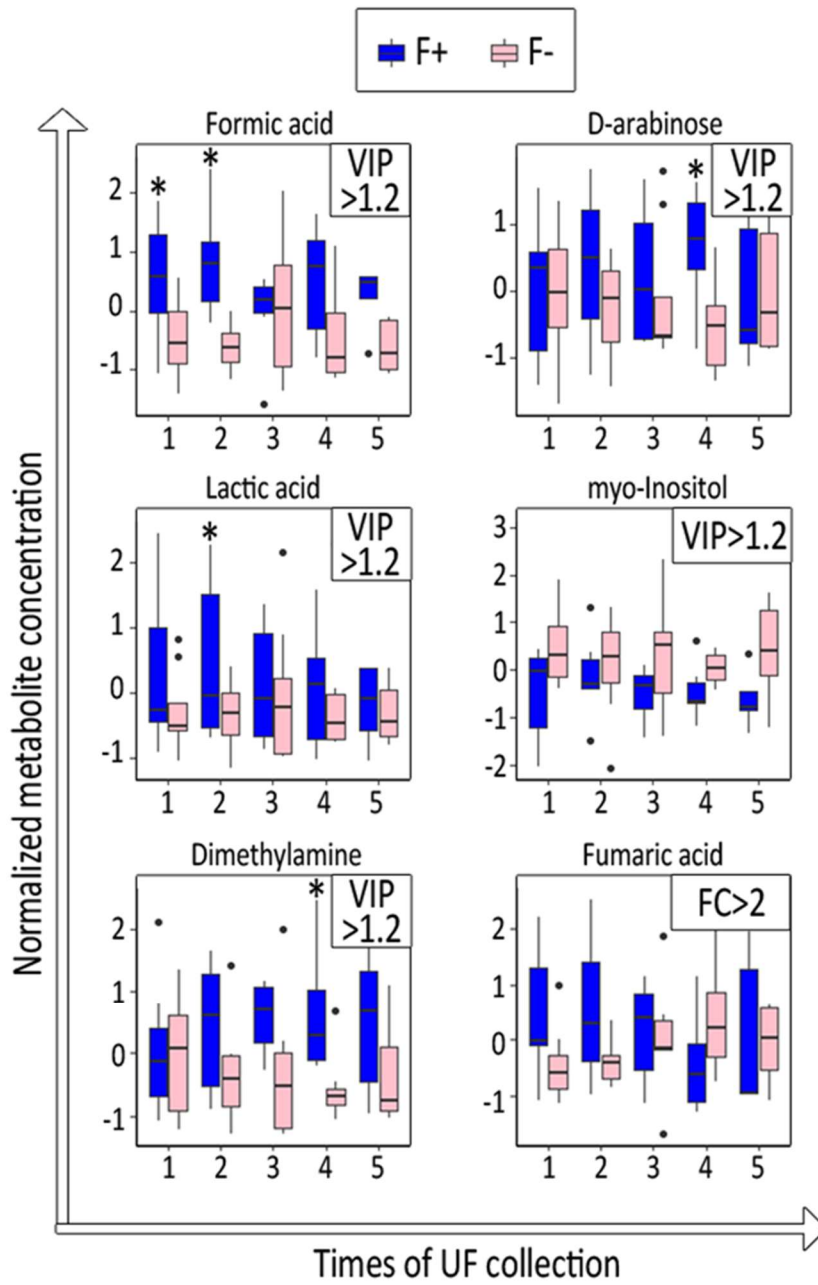 F+ F-
Formic acid
VIP
>1.2
* *
2
1
0
-1
1 2 3 4 5
D-arabinose
VIP
>1.2
*
1
0
-1
1 2 3 4 5
Lactic acid
VIP
>1.2
*
2
1
0
-1
1 2 3 4 5
myo-Inositol
VIP>1.2
3
2
1
0
-1
-2
1 2 3 4 5
Dimethylamine
VIP
>1.2
*
2
1
0
-1
1 2 3 4 5
Fumaric acid
FC>2
2
1
0
-1
1 2 3 4 5
Normalized metabolite concentration
Times of UF collection